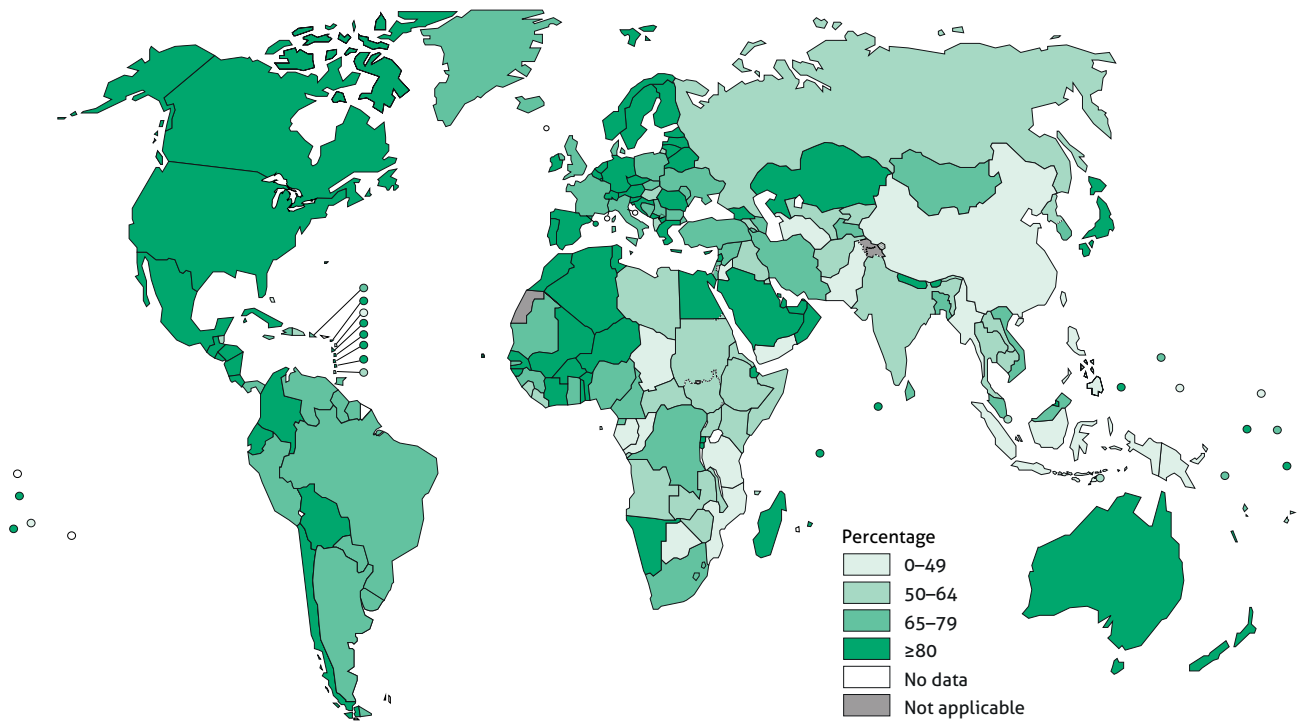 Percentage
0–49
50–64
65–79
≥80
No data
Not applicable